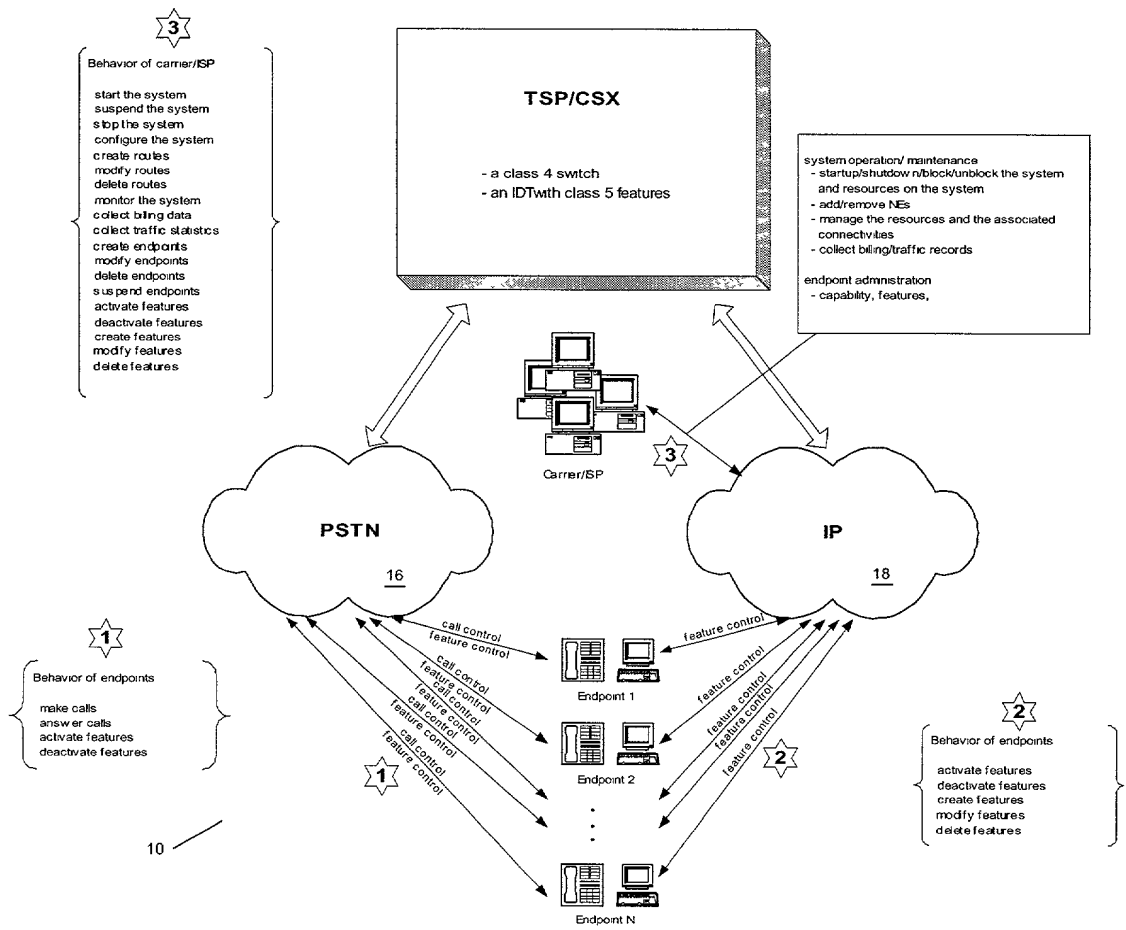 3
Behavior of carrier/ISP
start the system
suspend the system
stop the system
configure the system
create routes
modify routes
delete routes
monitor the system
collect billing data
collect traffic statistics
create endpoints
modify endpoints
delete endpoints
suspend endpoints
activate features
deactivate features
create features
modify features
delete features
TSP/CSX
- a class 4 switch
- an IDTwith class 5 features
system operation/ maintenance
- startup/shutdown/block/unblock the system
and resources on the system
- add/remove NEs
- manage the resources and the associated
connectivities
- collect billing/traffic records
endpoint administration
- capability, features,
Carrier/ISP
3
PSTN
16
IP
18
1
Behavior of endpoints
make calls
answer calls
activate features
deactivate features
call control
feature control
call control
feature control
call control
feature control
call control
feature control
call control
feature control
1
feature control
feature control
feature control
feature control
feature control
2
Endpoint 1
Endpoint 2
Endpoint N
2
Behavior of endpoints
activate features
deactivate features
create features
modify features
delete features
10